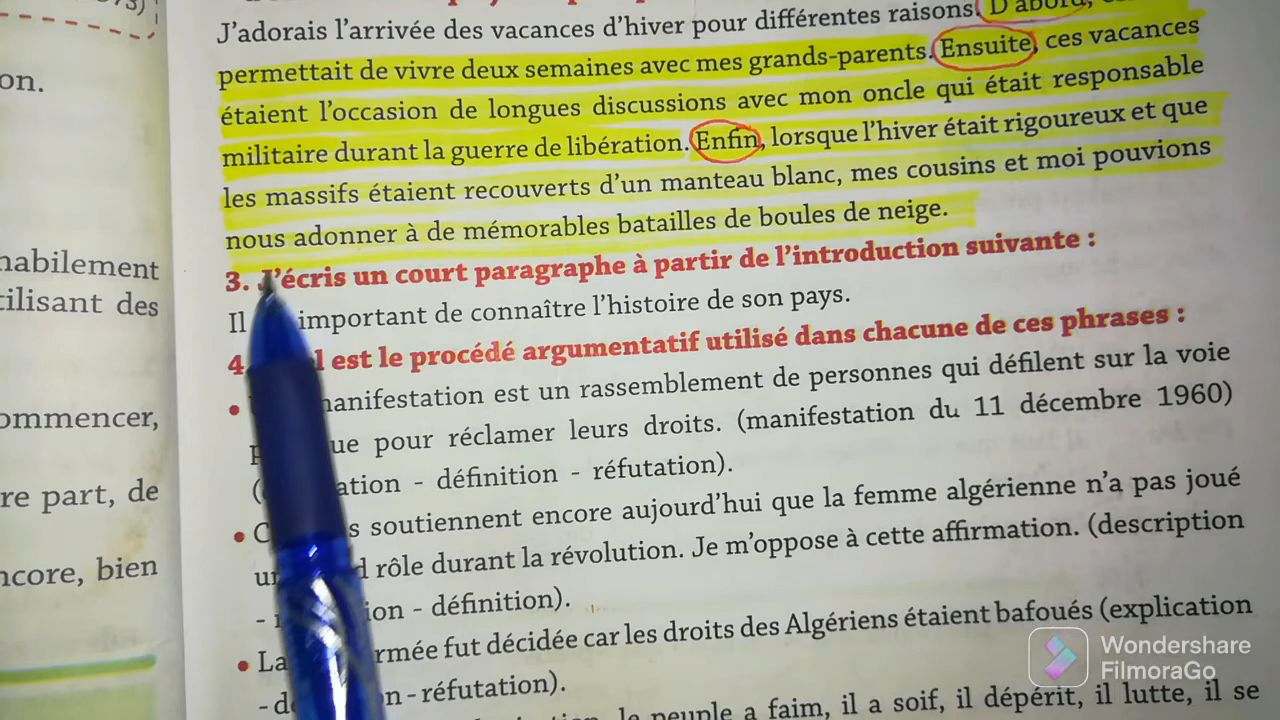 J'adorais l'arrivée des vacances d'hiver pour différentes raisons. D'abord,
permettait de vivre deux semaines avec mes grands-parents. Ensuite, ces vacances
étaient l'occasion de longues discussions avec mon oncle qui était responsable
militaire durant la guerre de libération. Enfin, lorsque l'hiver était rigoureux et que
les massifs étaient recouverts d'un manteau blanc, mes cousins et moi pouvions
nous adonner à de mémorables batailles de boules de neige.
3. J'écris un court paragraphe à partir de l'introduction suivante :
Il important de connaître l'histoire de son pays.
4. l est le procédé argumentatif utilisé dans chacune de ces phrases :
• manifestation est un rassemblement de personnes qui défilent sur la voie
p ue pour réclamer leurs droits. (manifestation du 11 décembre 1960)
( ation - définition - réfutation).
• C s soutiennent encore aujourd'hui que la femme algérienne n'a pas joué
un d rôle durant la révolution. Je m'oppose à cette affirmation. (description
- ion - définition).
• La rmée fut décidée car les droits des Algériens étaient bafoués (explication
- d n - réfutation).
le peuple a faim, il a soif, il dépérit, il lutte, il se
on.
habilement
tilisant des
ommencer,
re part, de
ncore, bien
Wondershare
FilmoraGo